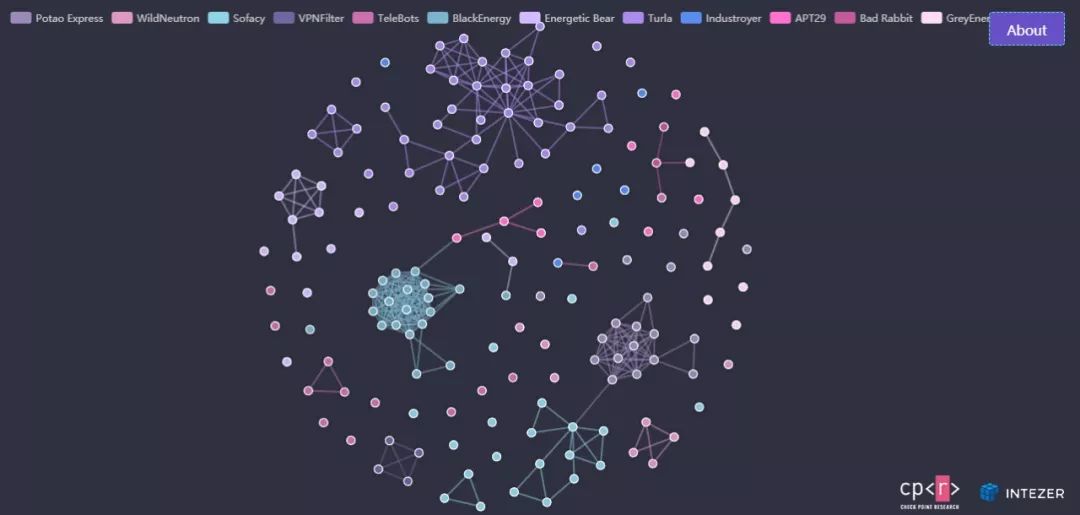 Potao Express WildNeutron Sofacy VPNFilter TeleBots BlackEnergy Energetic Bear Turla Industroyer APT29 Bad Rabbit GreyEner
About
cp<r>
CHECK POINT RESEARCH
INTEZER